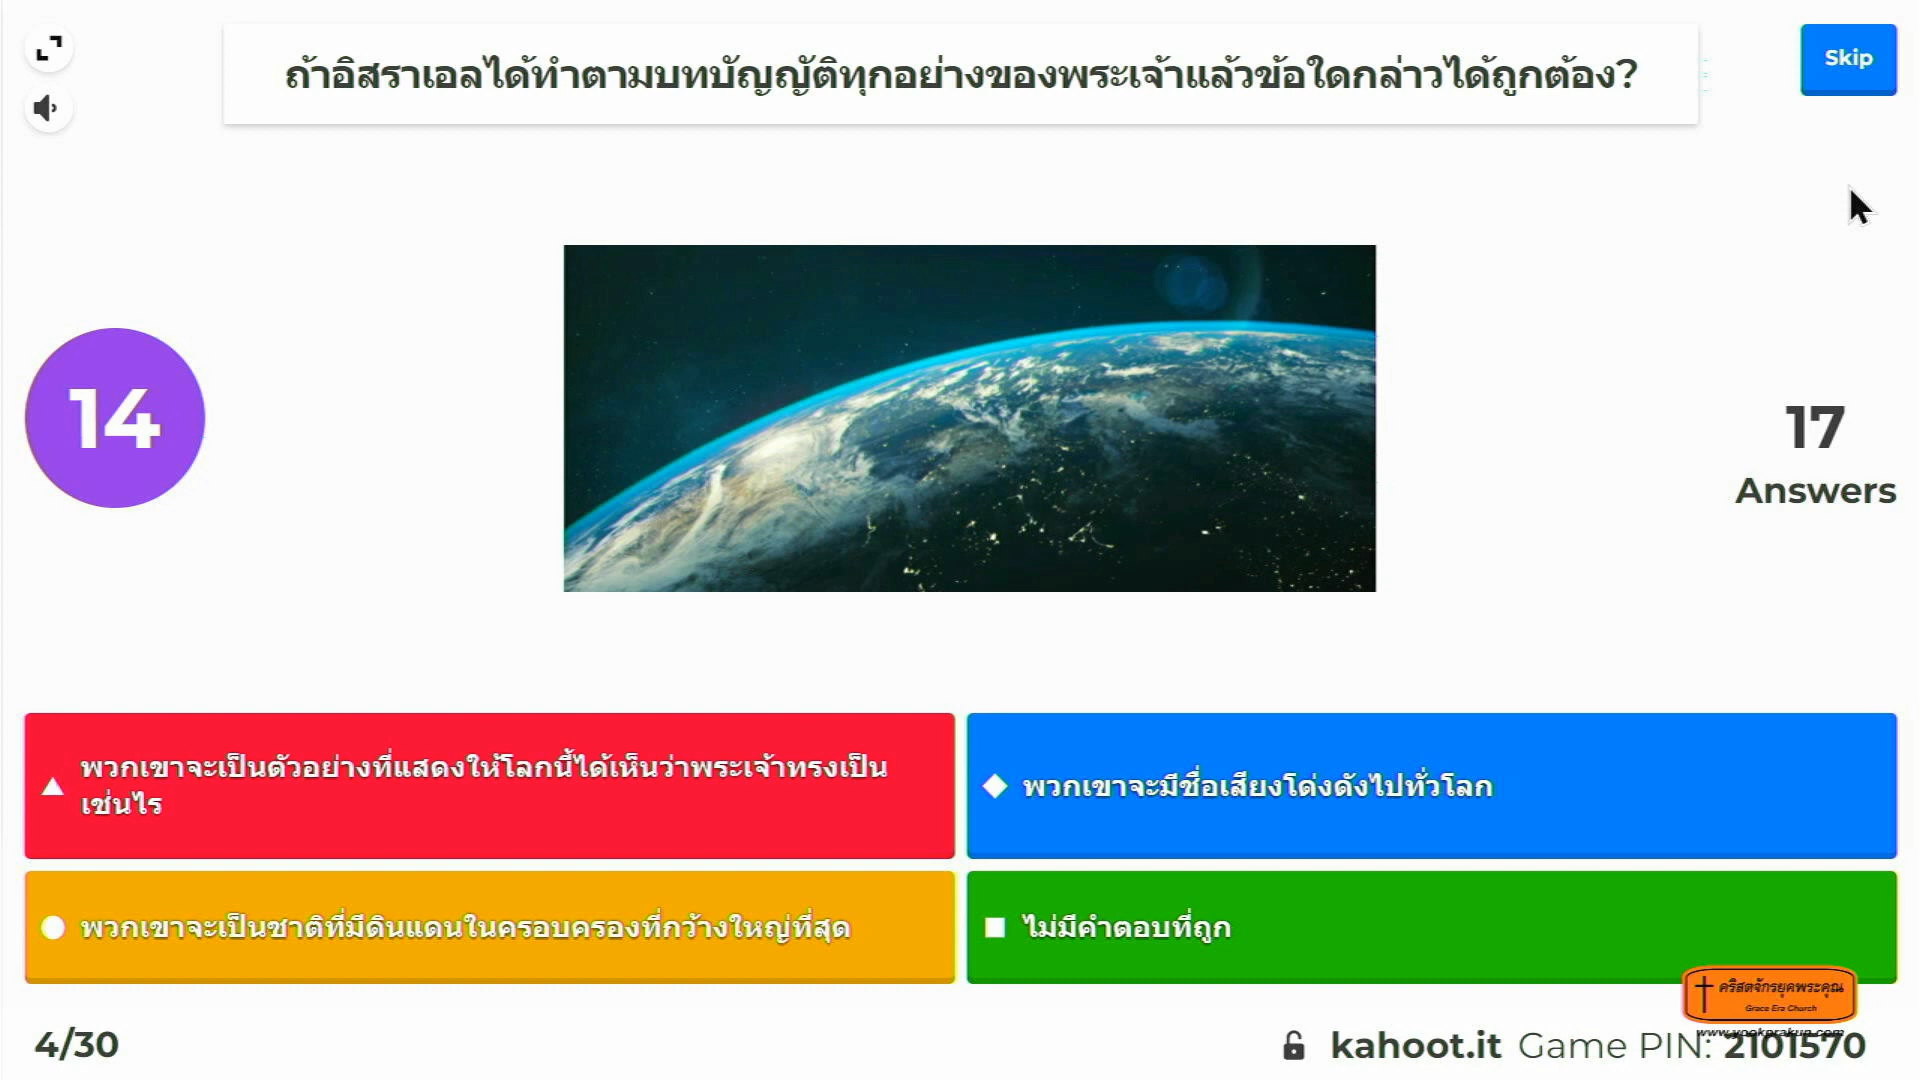 ถ้าอิสราเอลได้ทำตามบทบัญญัติทุกอย่างของพระเจ้าแล้วข้อใดกล่าวได้ถูกต้อง?
Skip
14
17
Answers
พวกเขาจะเป็นตัวอย่างที่แสดงให้โลกนี้ได้เห็นว่าพระเจ้าทรงเป็น
เช่นไร
พวกเขาจะมีชื่อเสียงโด่งดังไปทั่วโลก
พวกเขาจะเป็นชาติที่มีดินแดนในครอบครองที่กว้างใหญ่ที่สุด
ไม่มีคำตอบที่ถูก
คริสตจักรยุคพระคุณ
Grace Era Church
www.yookprakun.com
4/30
kahoot.it Game PIN: 2101570